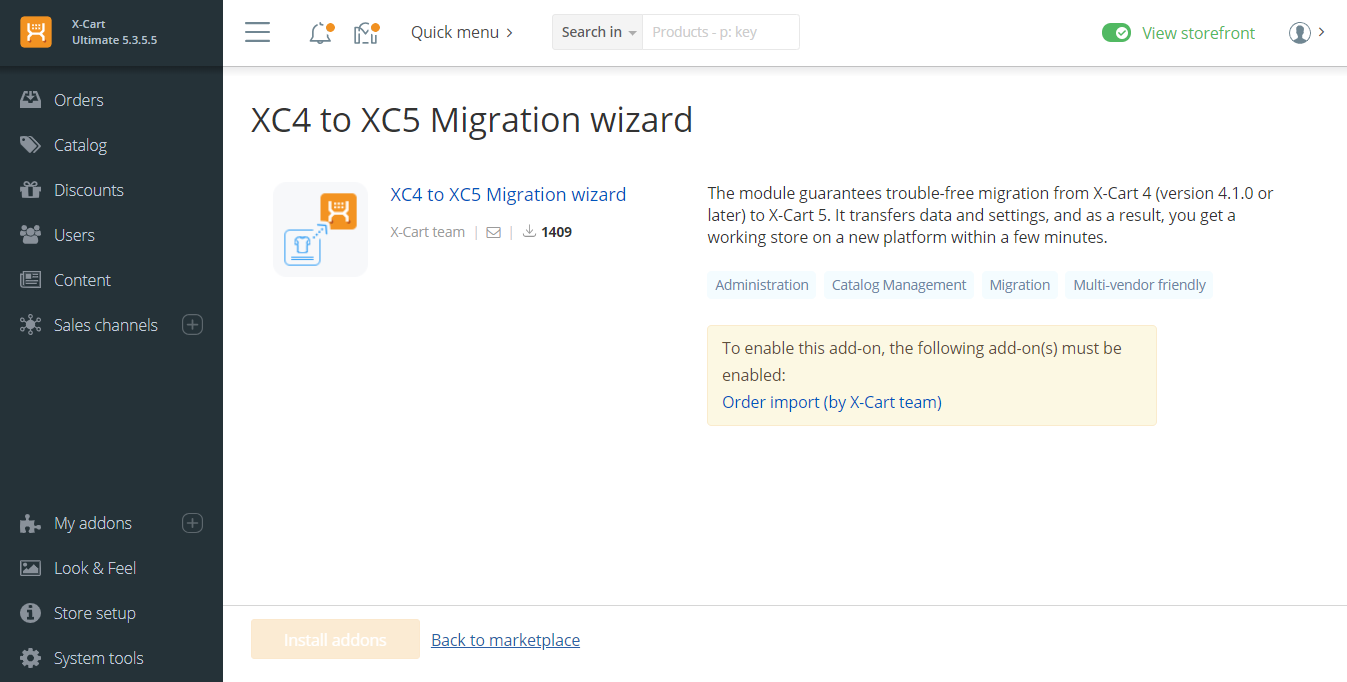 X-Cart
Ultimate 5.3.5.5
Quick menu
Search in
Products - p: key
View storefront
Orders
Catalog
Discounts
Users
Content
Sales channels
My addons
Look & Feel
Store setup
System tools
XC4 to XC5 Migration wizard
XC4 to XC5 Migration wizard
X-Cart team | | 1409
The module guarantees trouble-free migration from X-Cart 4 (version 4.1.0 or
later) to X-Cart 5. It transfers data and settings, and as a result, you get a
working store on a new platform within a few minutes.
Administration
Catalog Management
Migration
Multi-vendor friendly
To enable this add-on, the following add-on(s) must be
enabled:
Order import (by X-Cart team)
Install addons
Back to marketplace